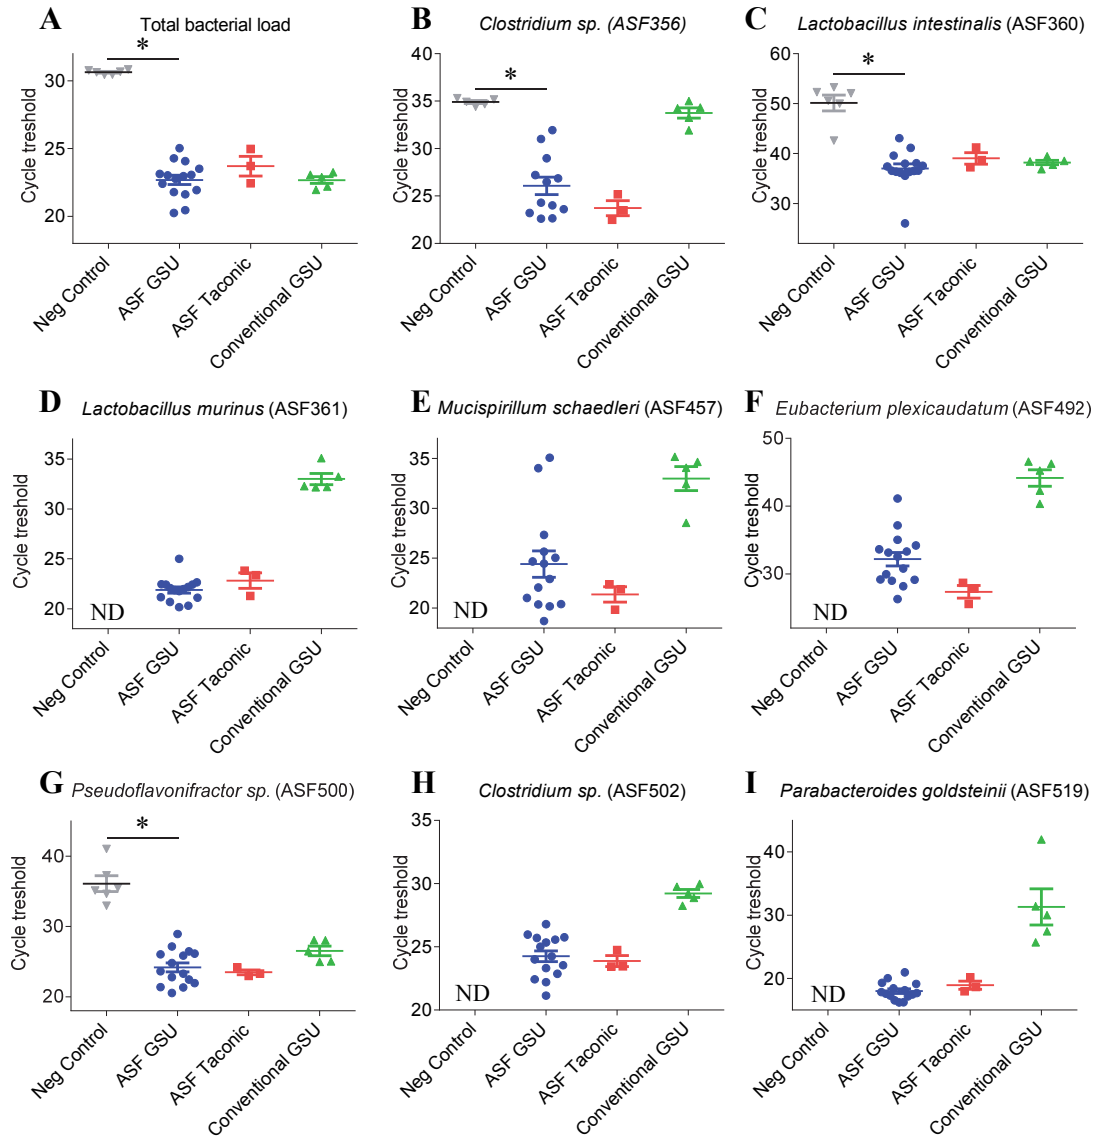 A Total bacterial load
Cycle treshold
30
25
20
*
Neg Control
ASF GSU
ASF Taconic
Conventional GSU
B Clostridium sp. (ASF356)
Cycle treshold
40
35
30
25
20
*
Neg Control
ASF GSU
ASF Taconic
Conventional GSU
C Lactobacillus intestinalis (ASF360)
Cycle treshold
60
50
40
30
*
Neg Control
ASF GSU
ASF Taconic
Conventional GSU
D Lactobacillus murinus (ASF361)
Cycle treshold
35
30
25
20
ND
Neg Control
ASF GSU
ASF Taconic
Conventional GSU
E Mucispirillum schaedleri (ASF457)
Cycle treshold
35
30
25
20
ND
Neg Control
ASF GSU
ASF Taconic
Conventional GSU
F Eubacterium plexicaudatum (ASF492)
Cycle treshold
50
40
30
ND
Neg Control
ASF GSU
ASF Taconic
Conventional GSU
G Pseudoflavonifractor sp. (ASF500)
Cycle treshold
40
30
20
*
Neg Control
ASF GSU
ASF Taconic
Conventional GSU
H Clostridium sp. (ASF502)
Cycle treshold
35
30
25
20
ND
Neg Control
ASF GSU
ASF Taconic
Conventional GSU
I Parabacteroides goldsteinii (ASF519)
Cycle treshold
40
30
20
ND
Neg Control
ASF GSU
ASF Taconic
Conventional GSU